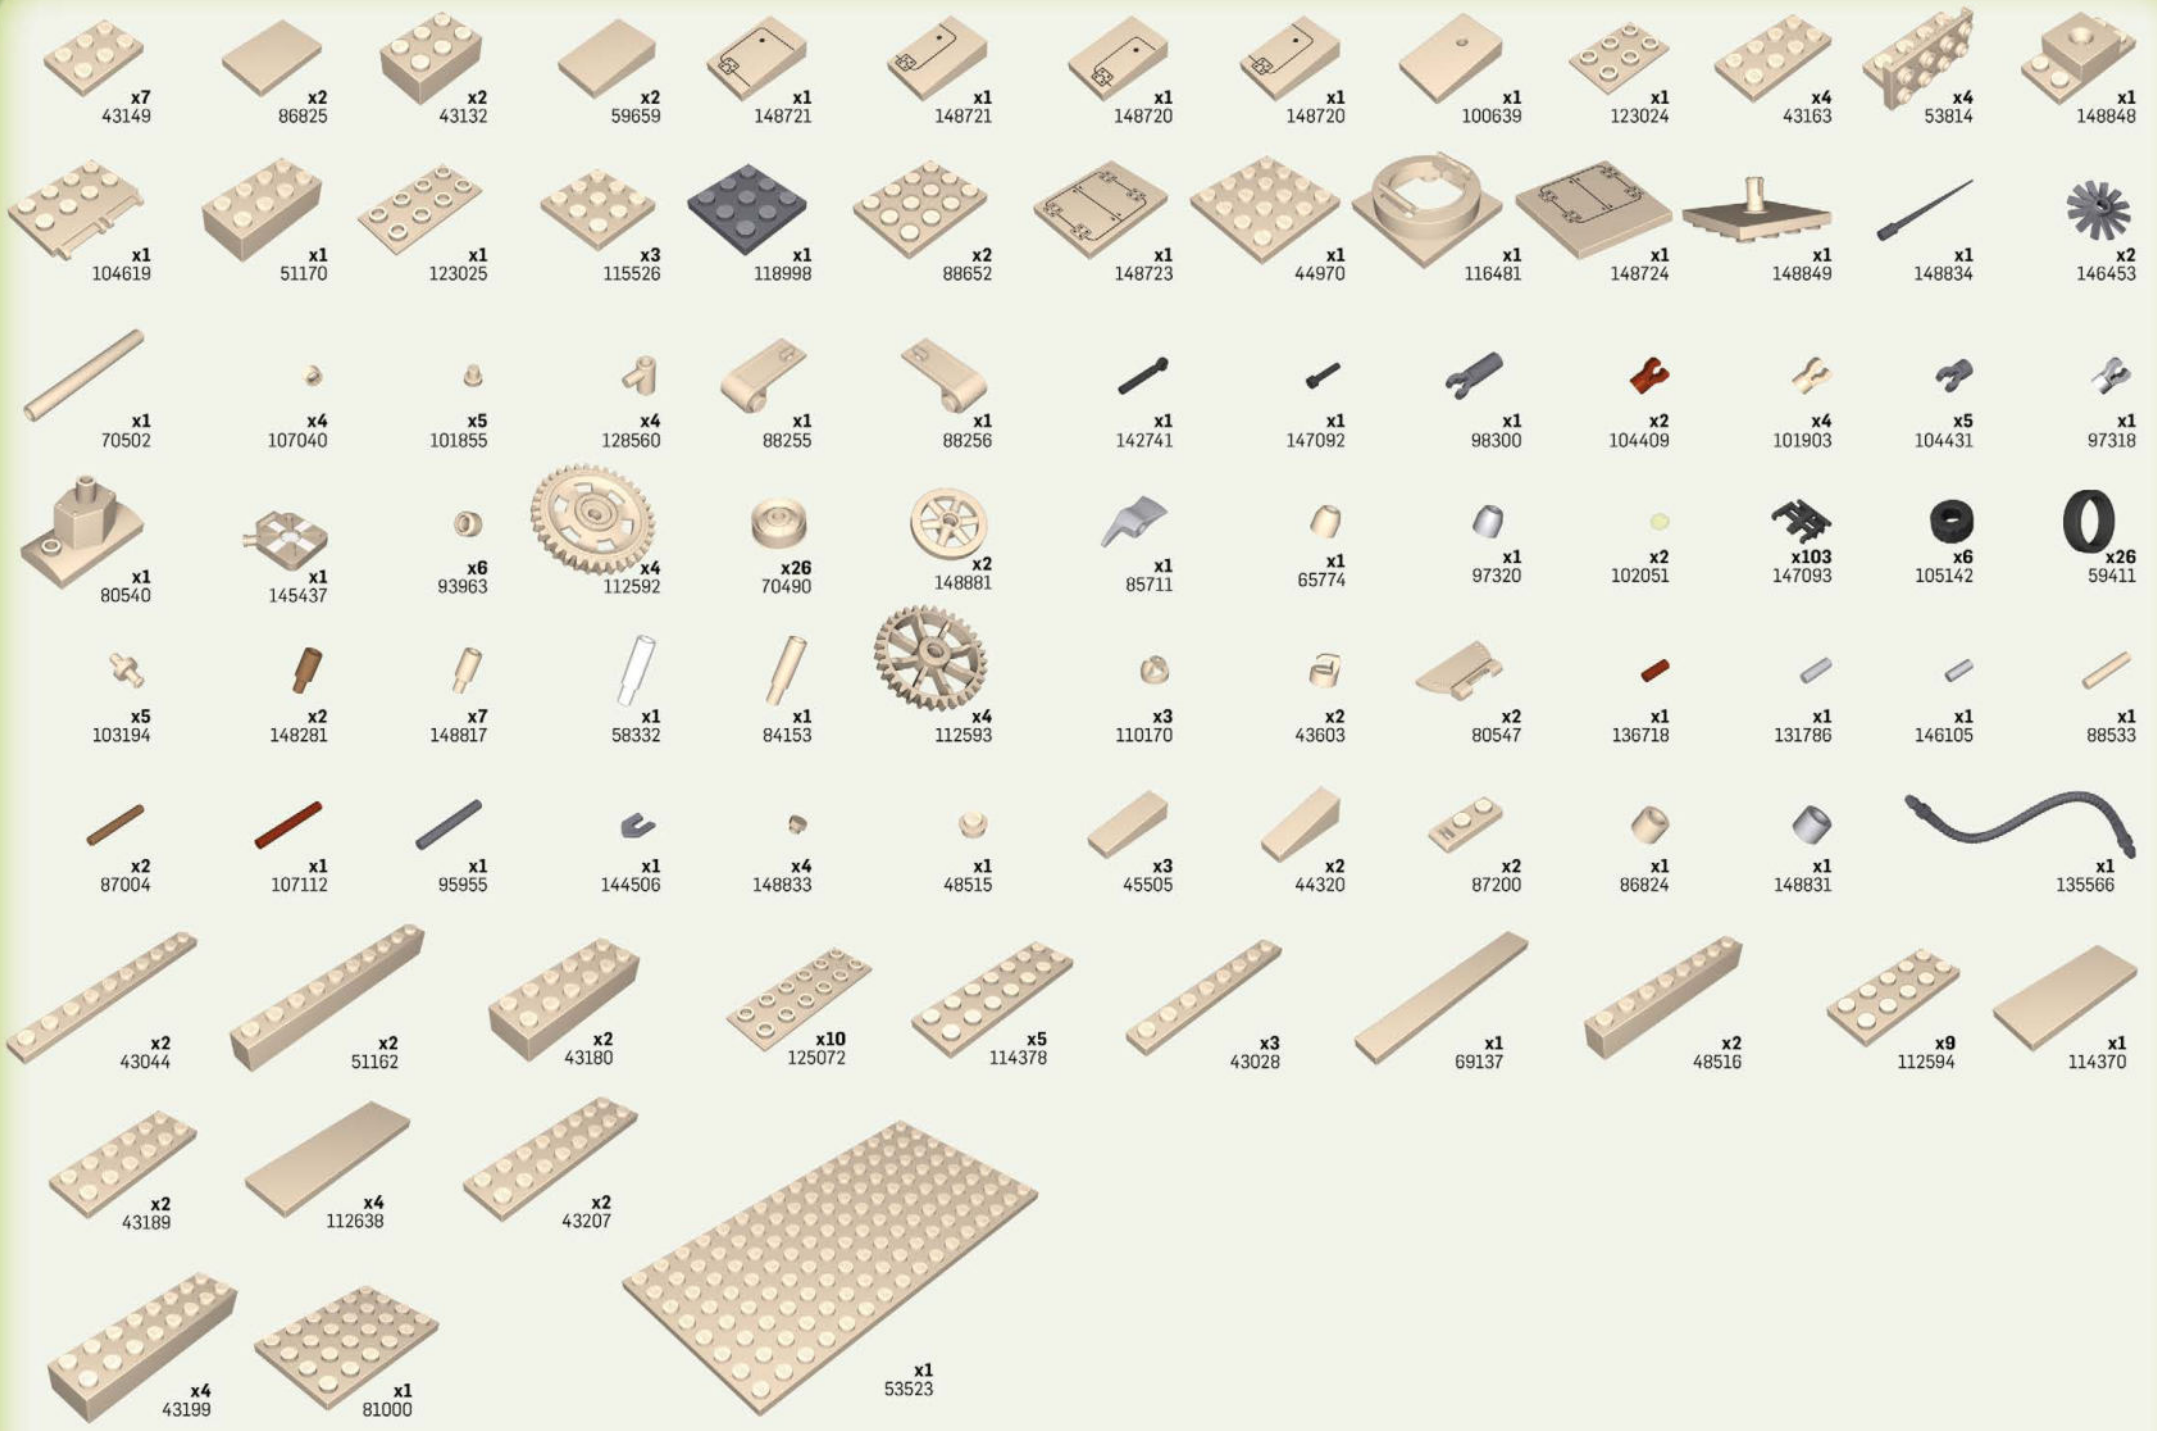 x7
43149
x2
86825
x2
43132
x2
59659
x1
148721
x1
148721
x1
148720
x1
148720
x1
100639
x1
123024
x4
43163
x4
53814
x1
148848
x1
104619
x1
51170
x1
123025
x3
115526
x1
118998
x2
88652
x1
148723
x1
44970
x1
116481
x1
148724
x1
148849
x1
148834
x2
146453
x1
70502
x4
107040
x5
101855
x4
128560
x1
88255
x1
88256
x1
142741
x1
147092
x1
98300
x2
104409
x4
101903
x5
104431
x1
97318
x1
80540
x1
145437
x6
93963
x4
112592
x26
70490
x2
148881
x1
85711
x1
65774
x1
97320
x2
102051
x103
147093
x6
105142
x26
59411
x5
103194
x2
148281
x7
148817
x1
58332
x1
84153
x4
112593
x3
110170
x2
43603
x2
80547
x1
136718
x1
131786
x1
146105
x1
88533
x2
87004
x1
107112
x1
95955
x1
144506
x4
148833
x1
48515
x3
45505
x2
44320
x2
87200
x1
86824
x1
148831
x1
135566
x2
43044
x2
51162
x2
43180
x10
125072
x5
114378
x3
43028
x1
69137
x2
48516
x9
112594
x1
114370
x2
43189
x4
112638
x2
43207
x4
43199
x1
81000
x1
53523